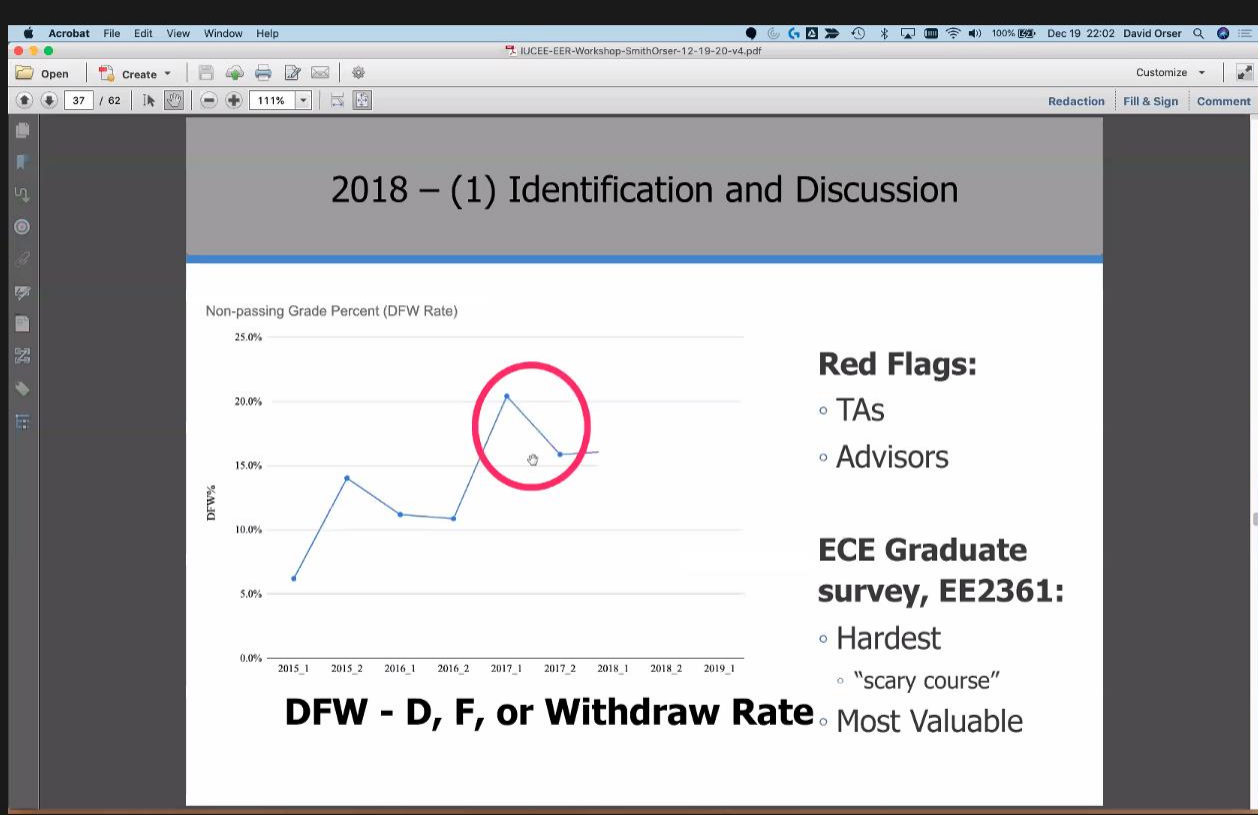 Acrobat File Edit View Window Help
100% Dec 19 22:02 David Orser
IUCEE-EER-Workshop-SmithOrser-12-19-20-v4.pdf
Open Create Customize
37 / 62 111% Redaction Fill & Sign Comment
2018 – (1) Identification and Discussion
Non-passing Grade Percent (DFW Rate)
25.0%
20.0%
15.0%
10.0%
5.0%
0.0%
DFW%
2015_1 2015_2 2016_1 2016_2 2017_1 2017_2 2018_1 2018_2 2019_1
DFW - D, F, or Withdraw Rate
Red Flags:
TAs
Advisors
ECE Graduate
survey, EE2361:
Hardest
“scary course”
Most Valuable